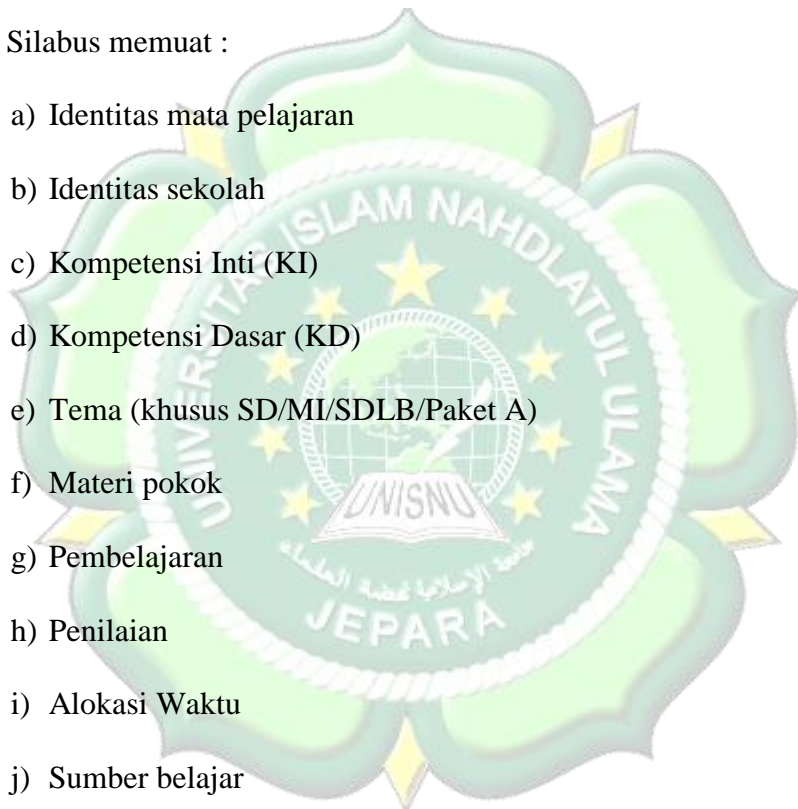 Silabus memuat :
a) Identitas mata pelajaran
b) Identitas sekolah
c) Kompetensi Inti (KI)
d) Kompetensi Dasar (KD)
e) Tema (khusus SD/MI/SDLB/Paket A)
f) Materi pokok
g) Pembelajaran
h) Penilaian
i) Alokasi Waktu
j) Sumber belajar
UNIVERSITAS ISLAM NAHDLATUL ULAMA
UNISNU
JEPARA